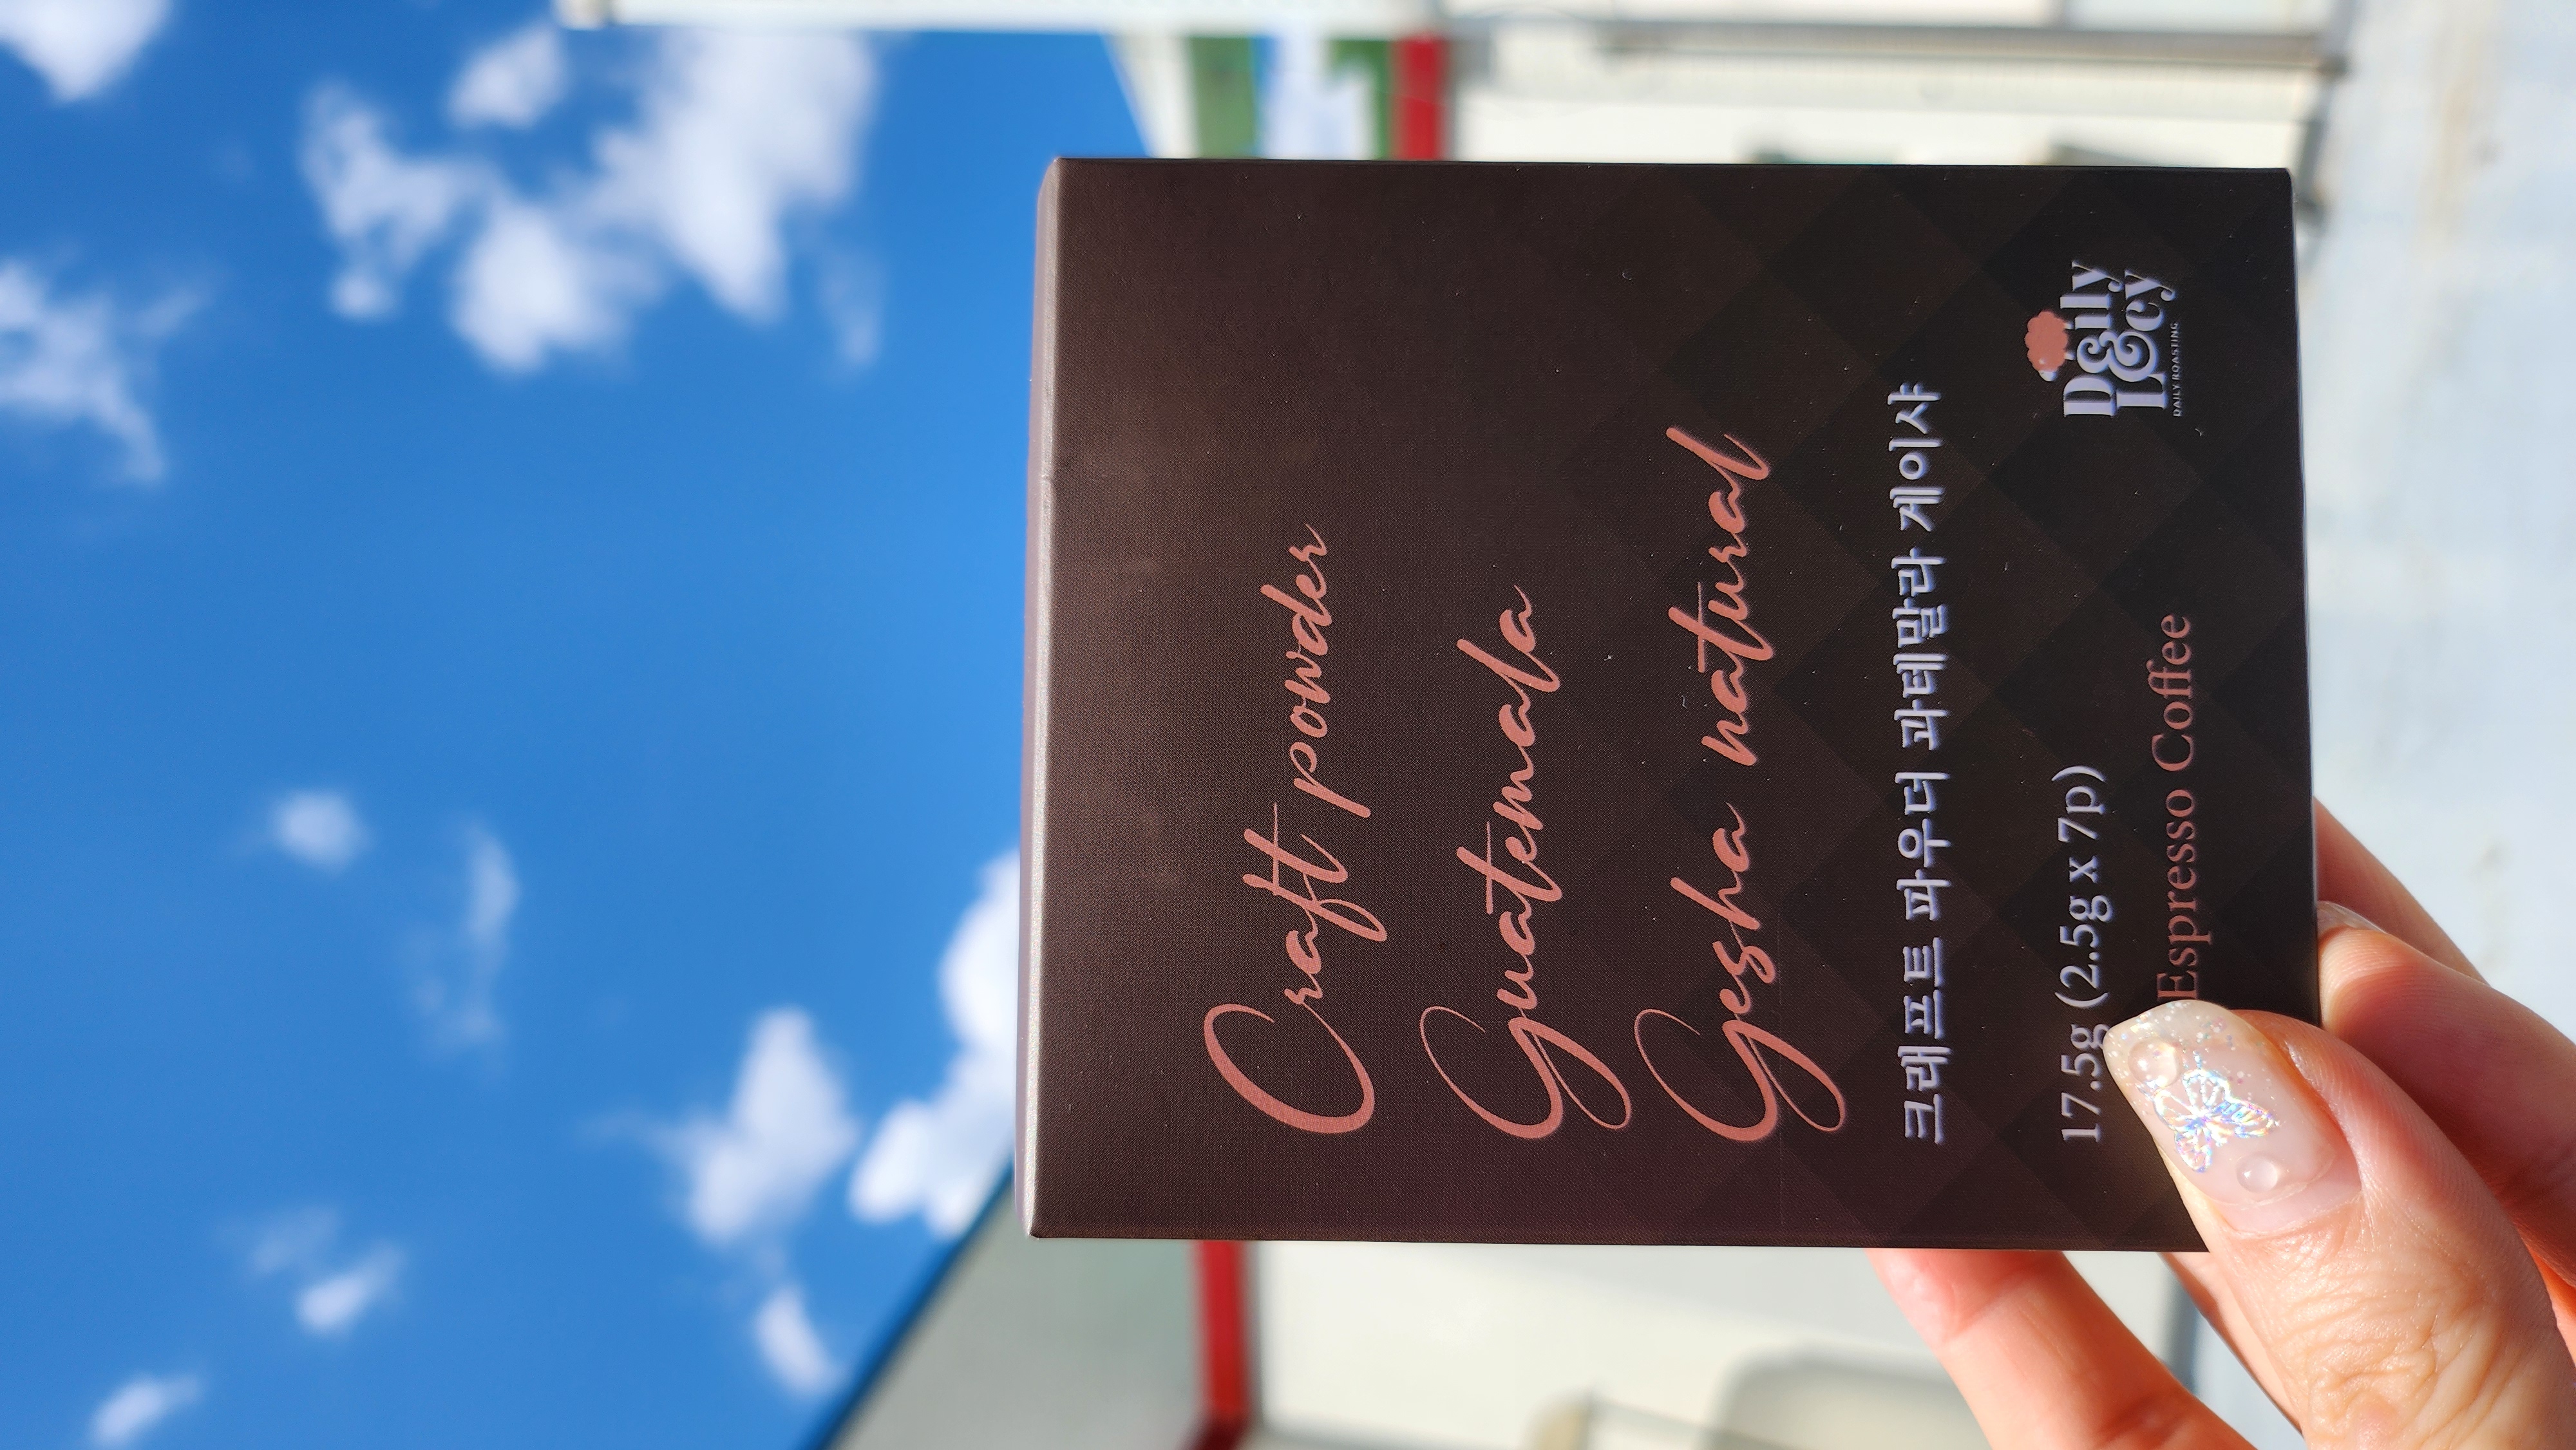 Craft powder
Guatemala
Gesha natural
크래프트 파우더 과테말라 게이샤
17.5g (2.5g x 7p)
Espresso Coffee
Daily
L&cy
DAILY ROASTING